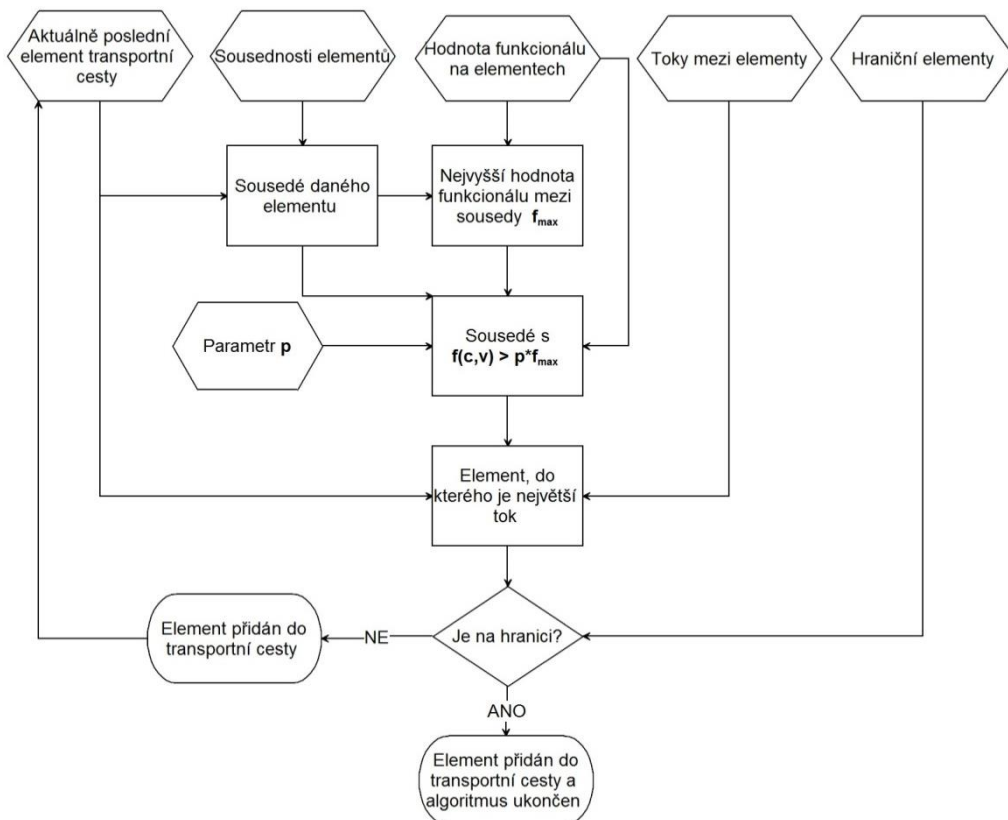 Aktuálně poslední
element transportní
cesty
Sousednosti elementů
Hodnota funkcionálu
na elementech
Toky mezi elementy
Hraniční elementy
Sousedé daného
elementu
Nejvyšší hodnota
funkcionálu mezi
sousedy fmax
Parametr p
Sousedé s
f(c,v) > p*fmax
Element, do
kterého je největší
tok
Element přidán do
transportní cesty
NE
Je na hranici?
ANO
Element přidán do
transportní cesty a
algoritmus ukončen